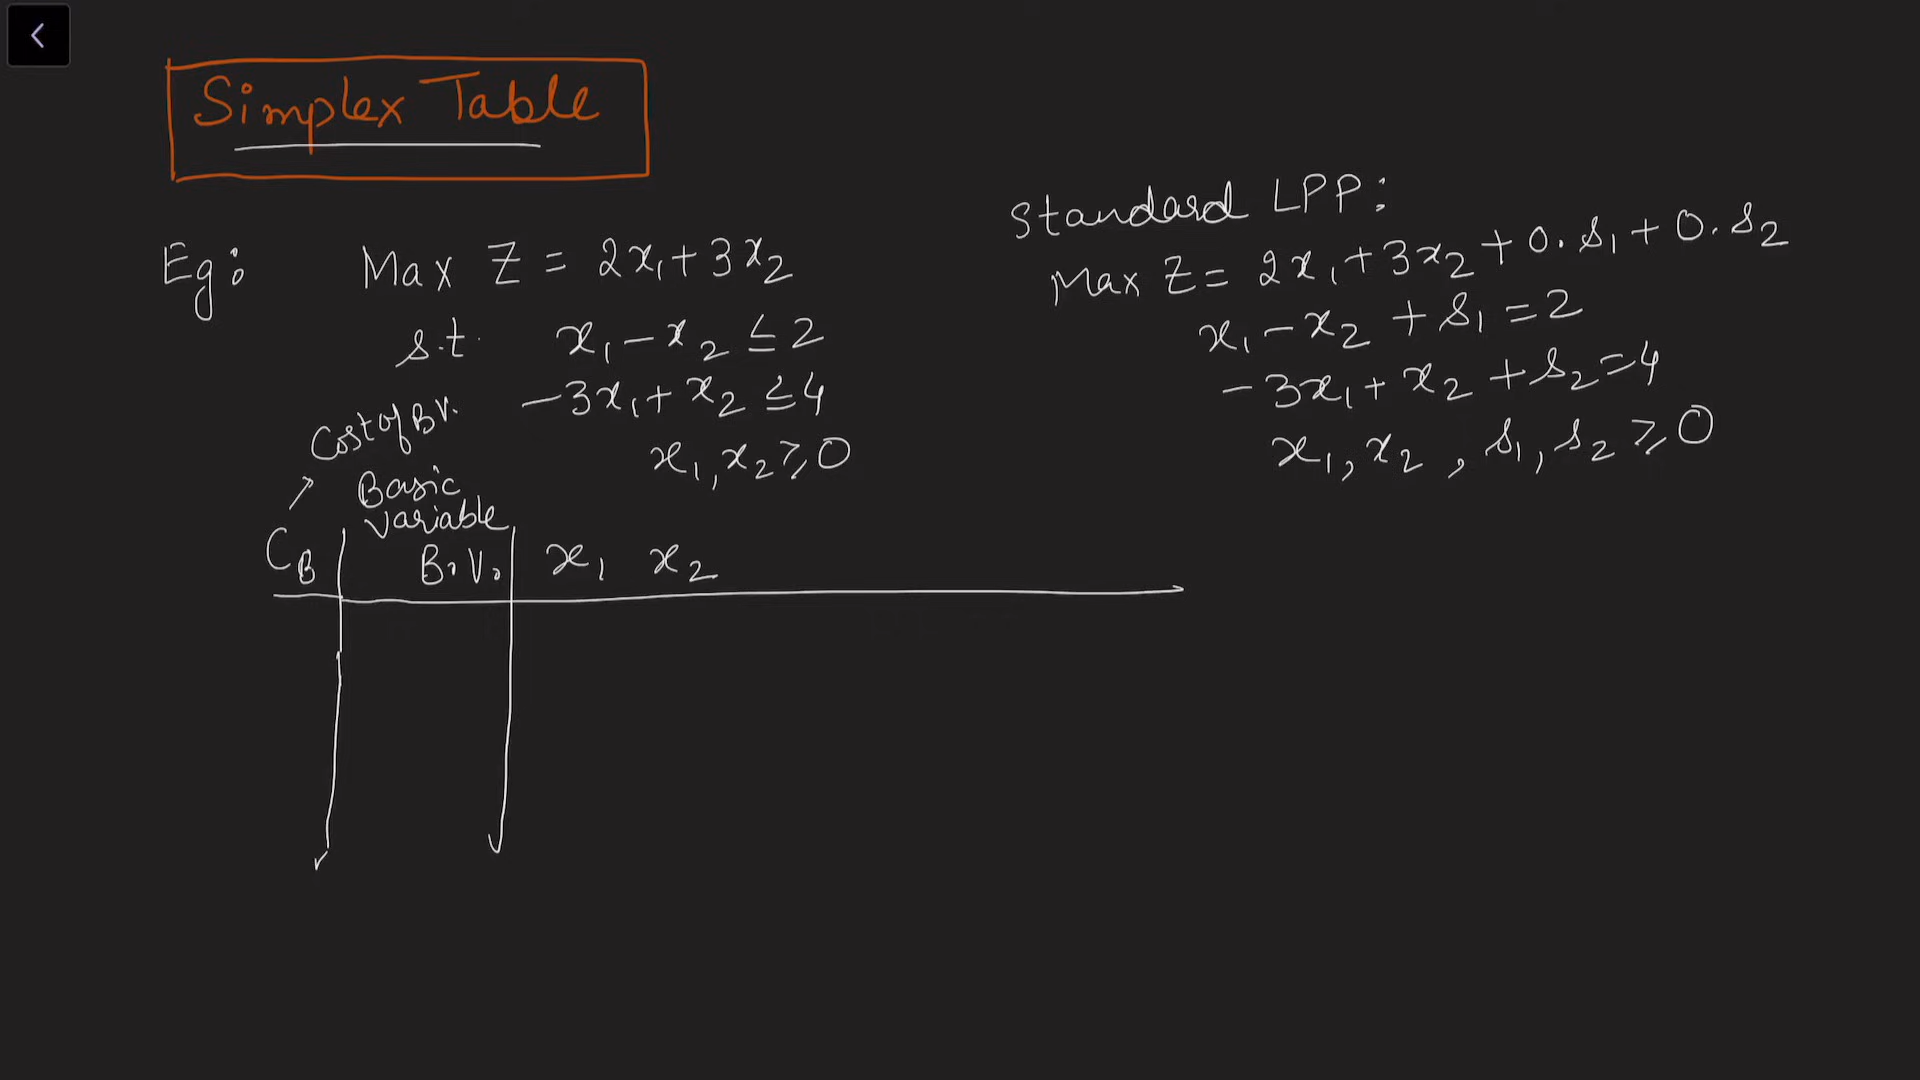 Simplex Table
Eg: Max Z = 2x₁ + 3x₂
s.t. x₁ - x₂ ≤ 2
-3x₁ + x₂ ≤ 4
x₁, x₂ ≥ 0
Standard LPP:
Max Z = 2x₁ + 3x₂ + 0. s₁ + 0. s₂
x₁ - x₂ + s₁ = 2
-3x₁ + x₂ + s₂ = 4
x₁, x₂, s₁, s₂ ≥ 0
Cost of B.V.
Basic
Variable
C_B B.V. x₁ x₂